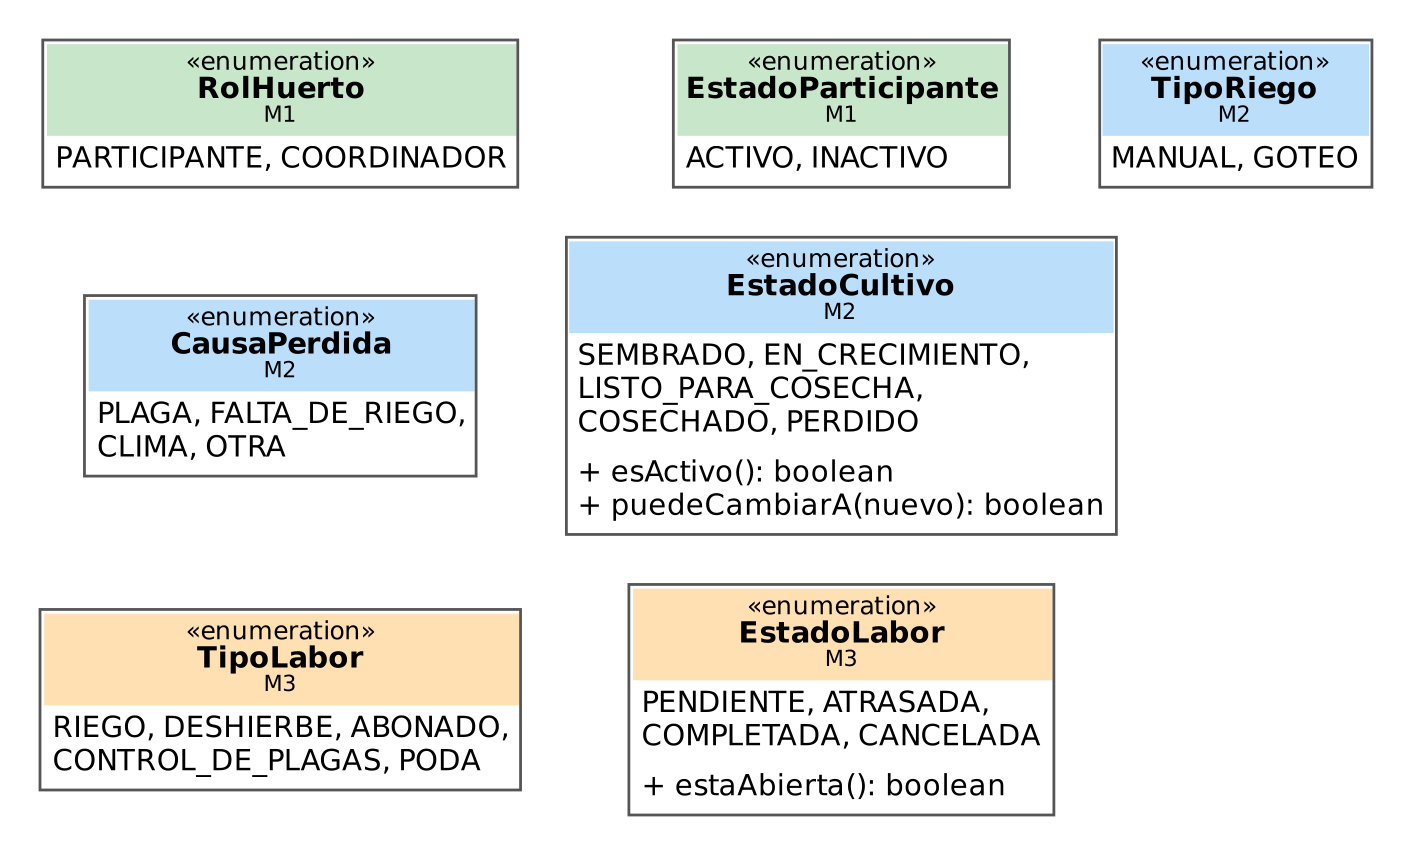 «enumeration»
RolHuerto
M1
PARTICIPANTE, COORDINADOR
«enumeration»
EstadoParticipante
M1
ACTIVO, INACTIVO
«enumeration»
TipoRiego
M2
MANUAL, GOTEO
«enumeration»
CausaPerdida
M2
PLAGA, FALTA_DE_RIEGO,
CLIMA, OTRA
«enumeration»
EstadoCultivo
M2
SEMBRADO, EN_CRECIMIENTO,
LISTO_PARA_COSECHA,
COSECHADO, PERDIDO
+ esActivo(): boolean
+ puedeCambiarA(nuevo): boolean
«enumeration»
TipoLabor
M3
RIEGO, DESHIERBE, ABONADO,
CONTROL_DE_PLAGAS, PODA
«enumeration»
EstadoLabor
M3
PENDIENTE, ATRASADA,
COMPLETADA, CANCELADA
+ estaAbierta(): boolean